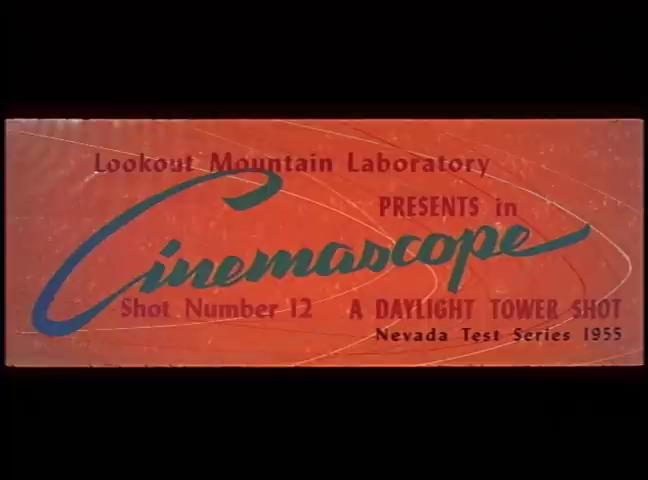 Lookout Mountain Laboratory
PRESENTS in
Cinemascope
Shot Number 12 A DAYLIGHT TOWER SHOT
Nevada Test Series 1955